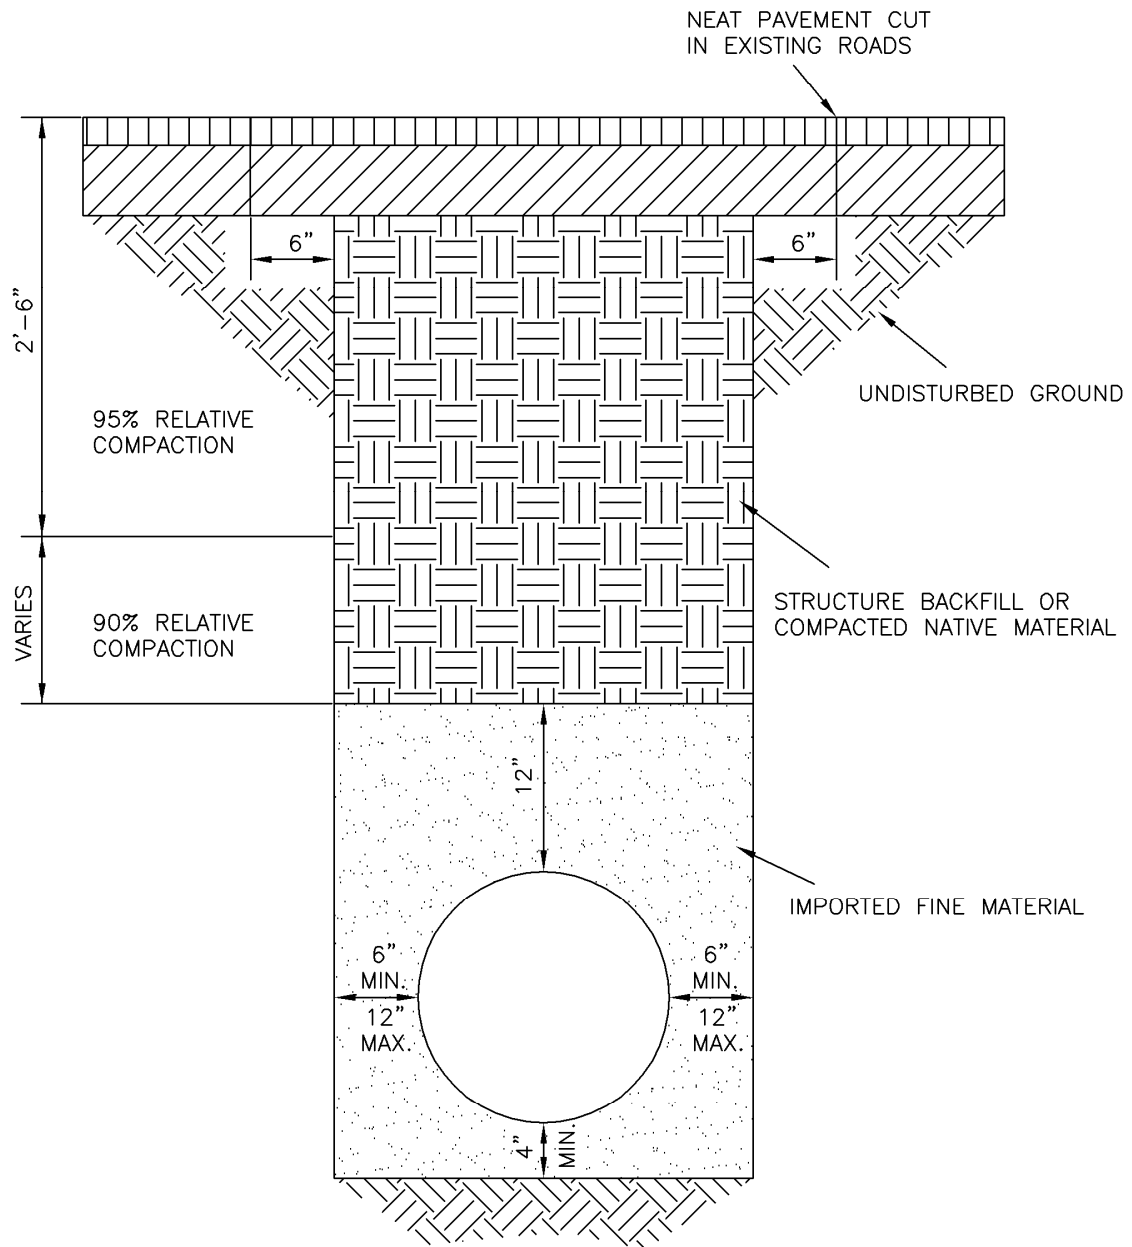 NEAT PAVEMENT CUT
IN EXISTING ROADS
6”
6”
2’–6”
UNDISTURBED GROUND
95% RELATIVE
COMPACTION
VARIES
90% RELATIVE
COMPACTION
STRUCTURE BACKFILL OR
COMPACTED NATIVE MATERIAL
12”
IMPORTED FINE MATERIAL
6”
MIN.
12”
MAX.
6”
MIN.
12”
MAX.
4”
MIN.